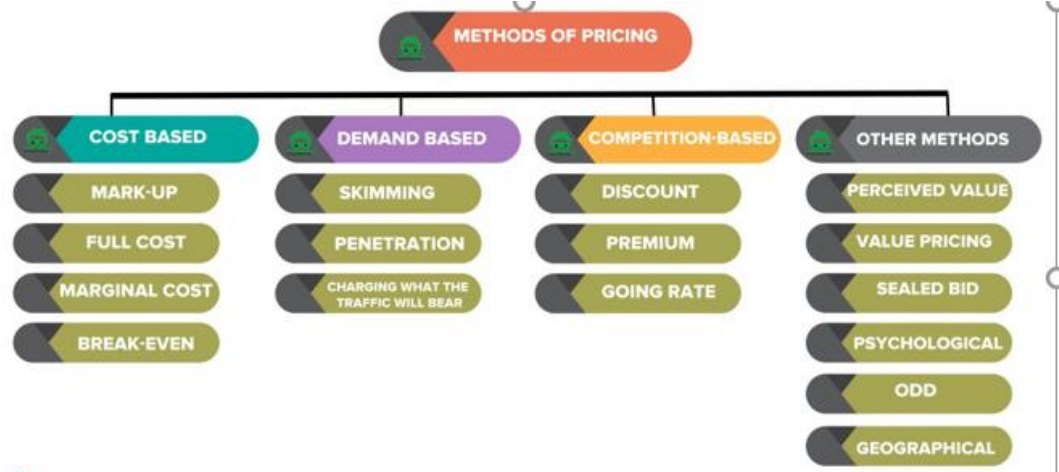 METHODS OF PRICING
COST BASED
MARK-UP
FULL COST
MARGINAL COST
BREAK-EVEN
DEMAND BASED
SKIMMING
PENETRATION
CHARGING WHAT THE
TRAFFIC WILL BEAR
COMPETITION-BASED
DISCOUNT
PREMIUM
GOING RATE
OTHER METHODS
PERCEIVED VALUE
VALUE PRICING
SEALED BID
PSYCHOLOGICAL
ODD
GEOGRAPHICAL